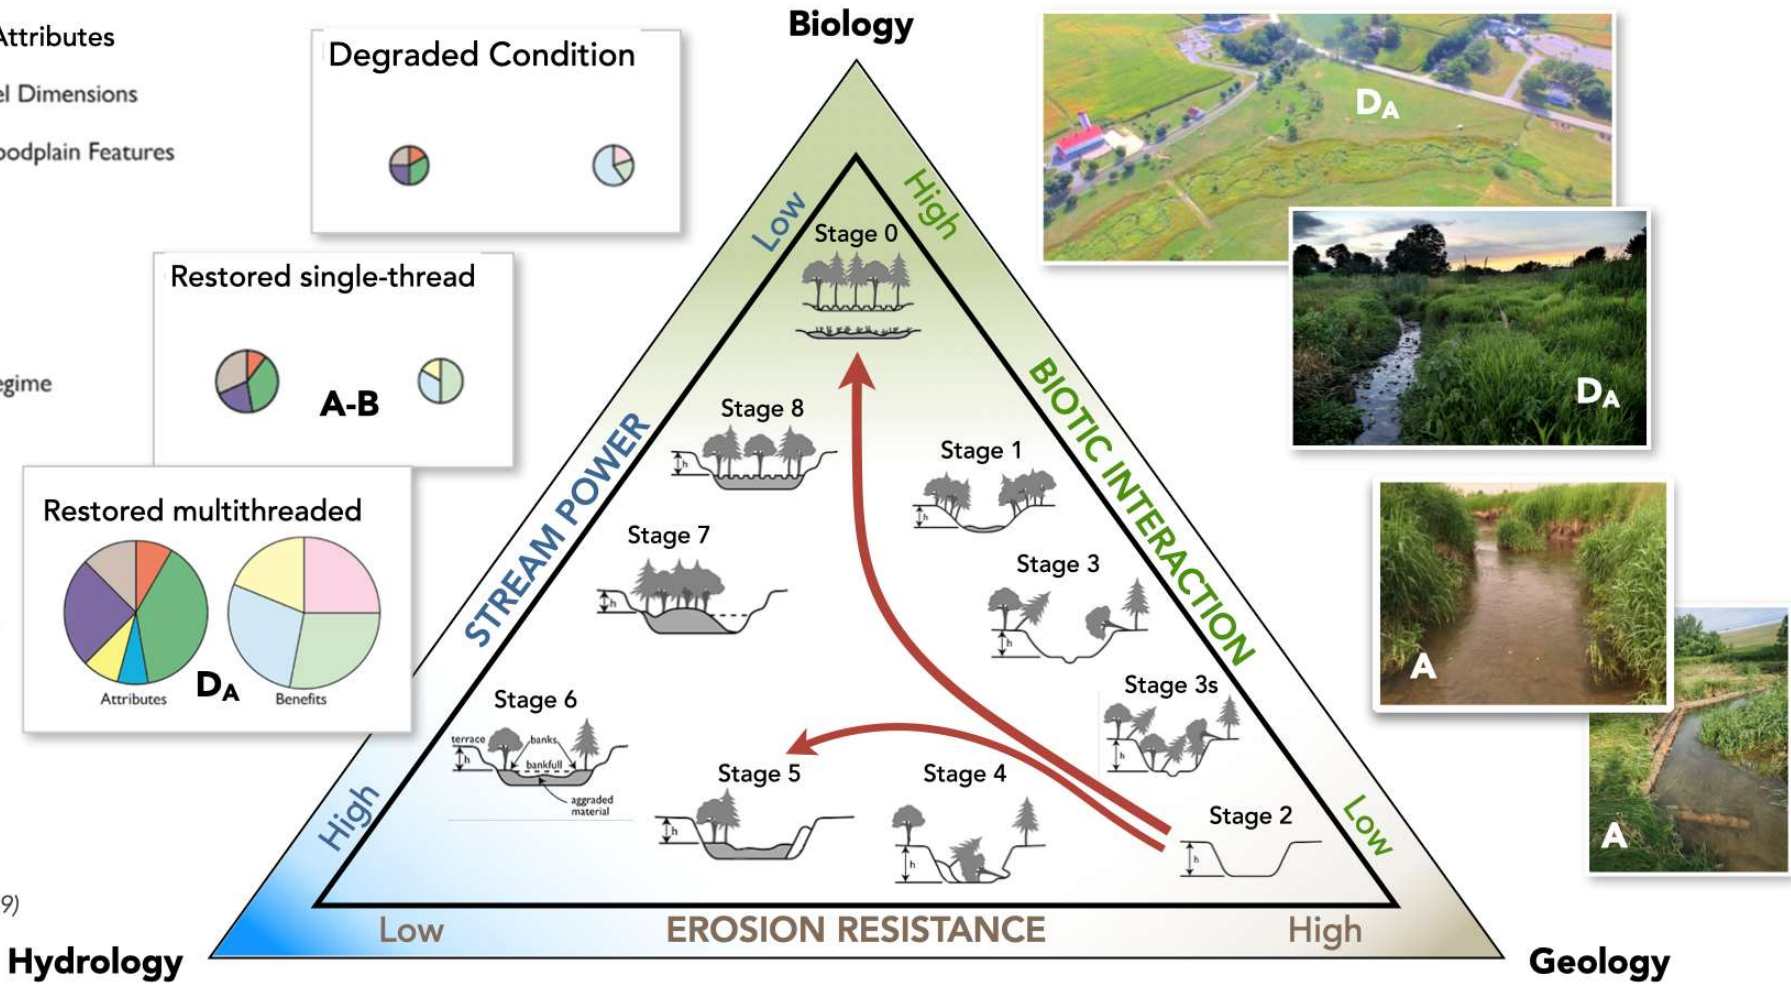 Attributes
el Dimensions
oodplain Features
egime
9)
Degraded Condition
Restored single-thread
A-B
Restored multithreaded
Attributes
DA
Benefits
Biology
Low
High
STREAM POWER
BIOTIC INTERACTION
High
Low
Stage 0
Stage 8
h
Stage 1
h
Stage 7
h
Stage 3
h
Stage 6
terrace
banks
h
bankfull
aggraded
material
Stage 3s
h
Stage 5
h
Stage 4
h
Stage 2
h
Low
EROSION RESISTANCE
High
Hydrology
Geology
DA
DA
A
A